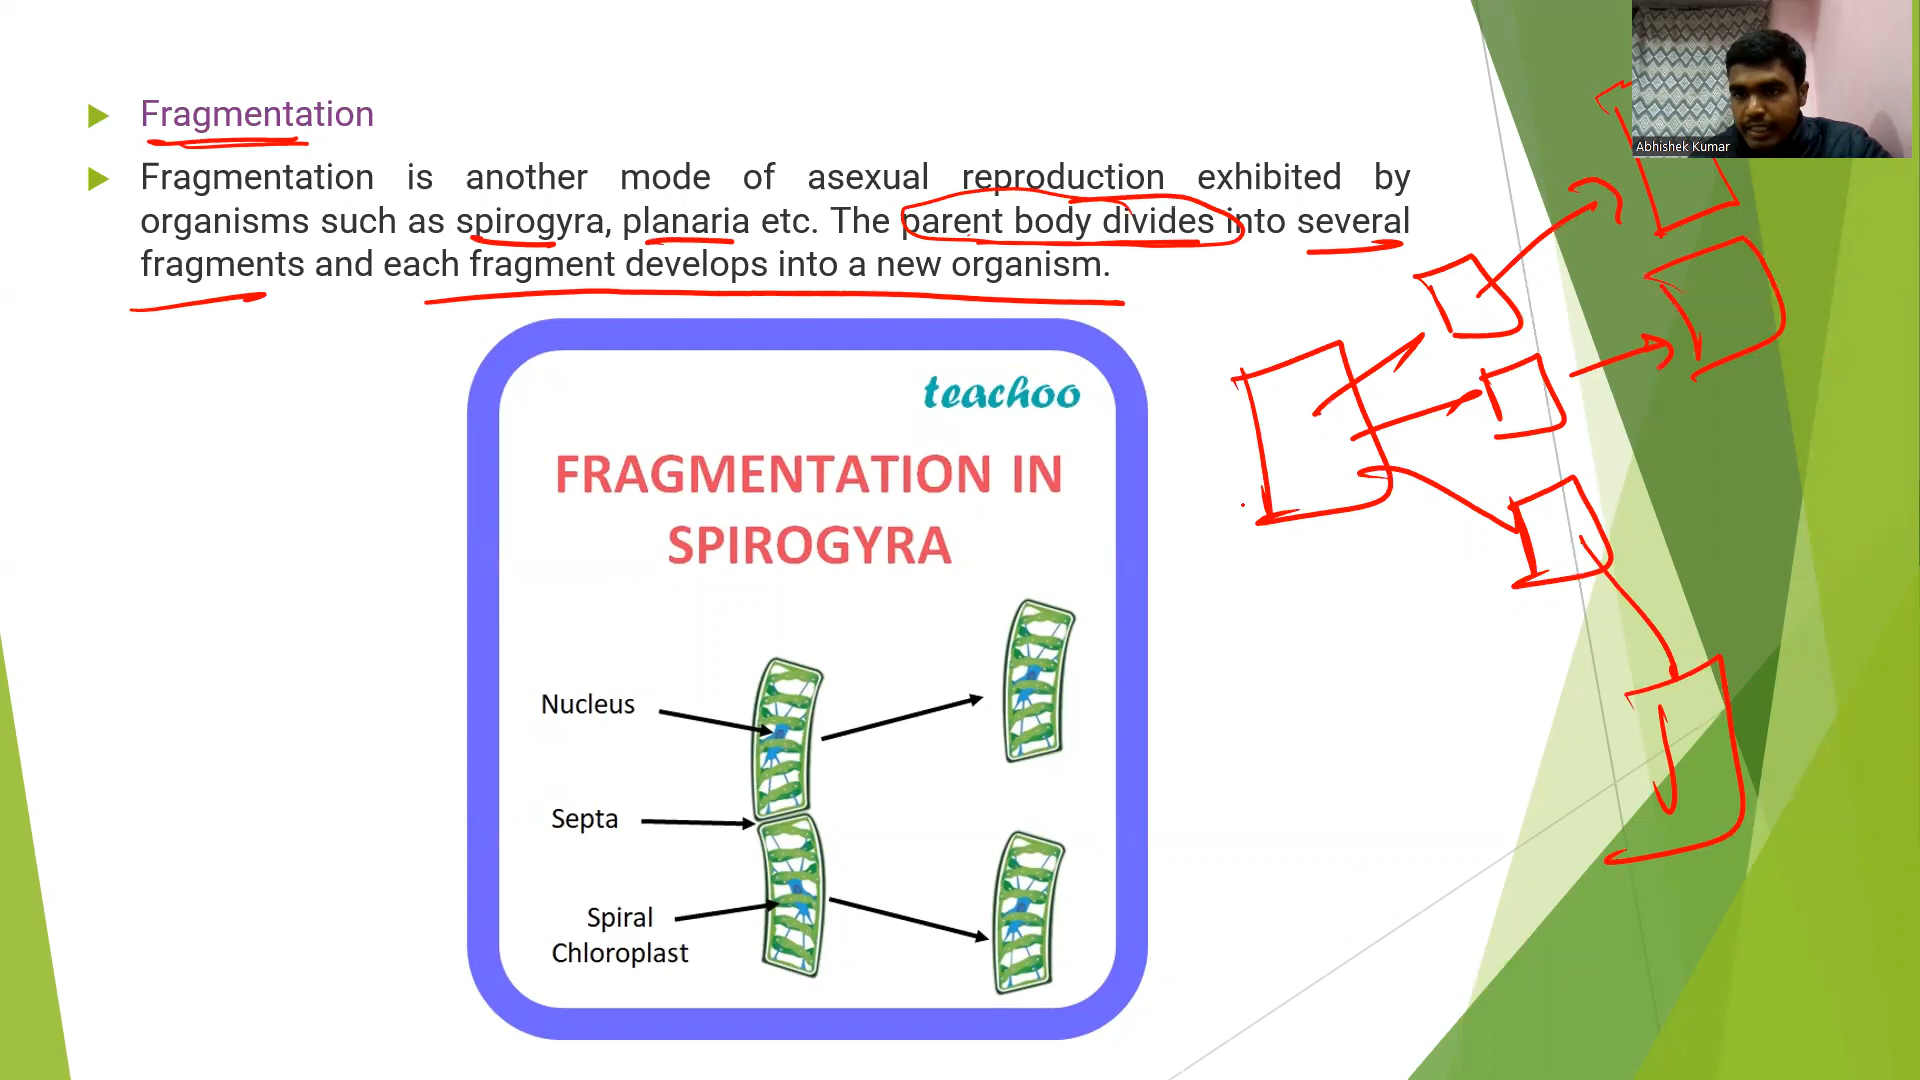 Fragmentation
Fragmentation is another mode of asexual reproduction exhibited by
organisms such as spirogyra, planaria etc. The parent body divides into several
fragments and each fragment develops into a new organism.
teachoo
FRAGMENTATION IN
SPIROGYRA
Nucleus
Septa
Spiral
Chloroplast
Abhishek Kumar